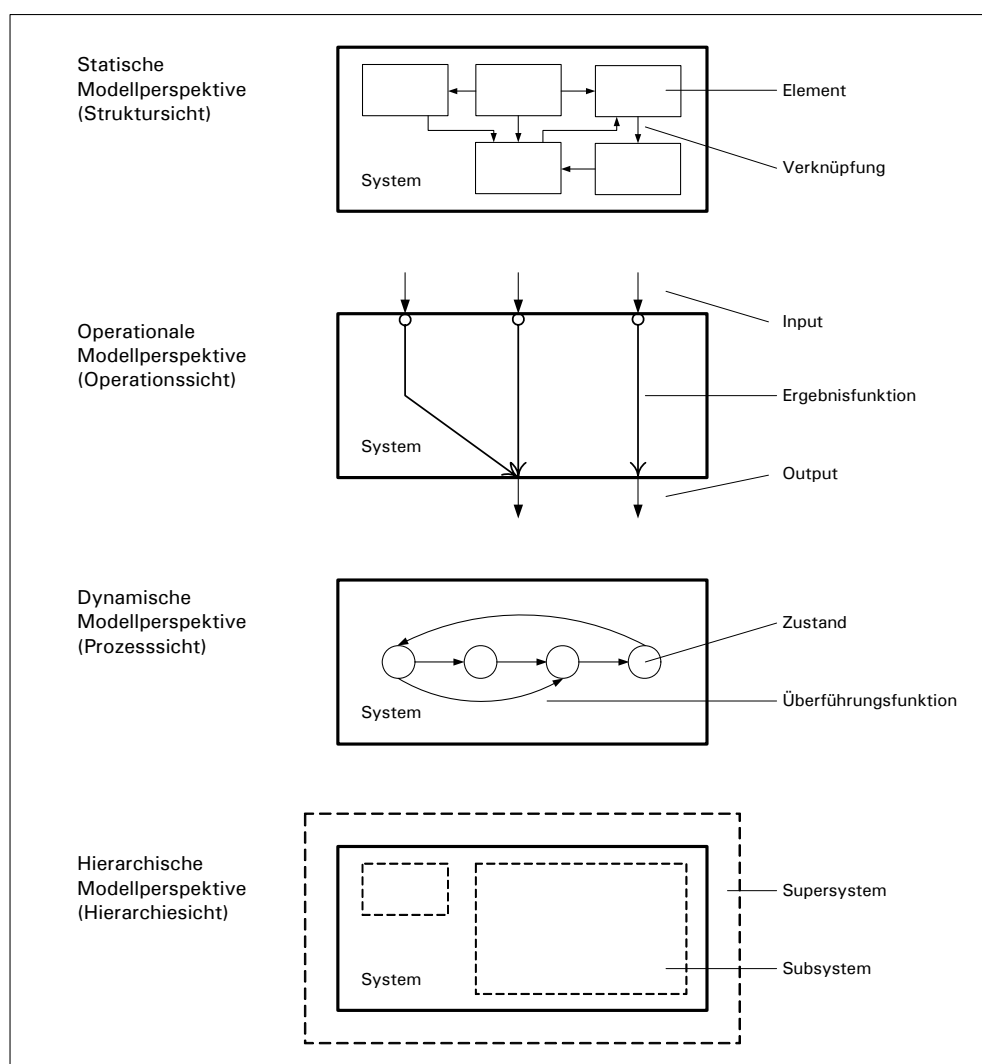 Statische
Modellperspektive
(Struktursicht)
System
Element
Verknüpfung
Operationale
Modellperspektive
(Operationssicht)
System
Input
Ergebnisfunktion
Output
Dynamische
Modellperspektive
(Prozesssicht)
System
Zustand
Überführungsfunktion
Hierarchische
Modellperspektive
(Hierarchiesicht)
System
Supersystem
Subsystem